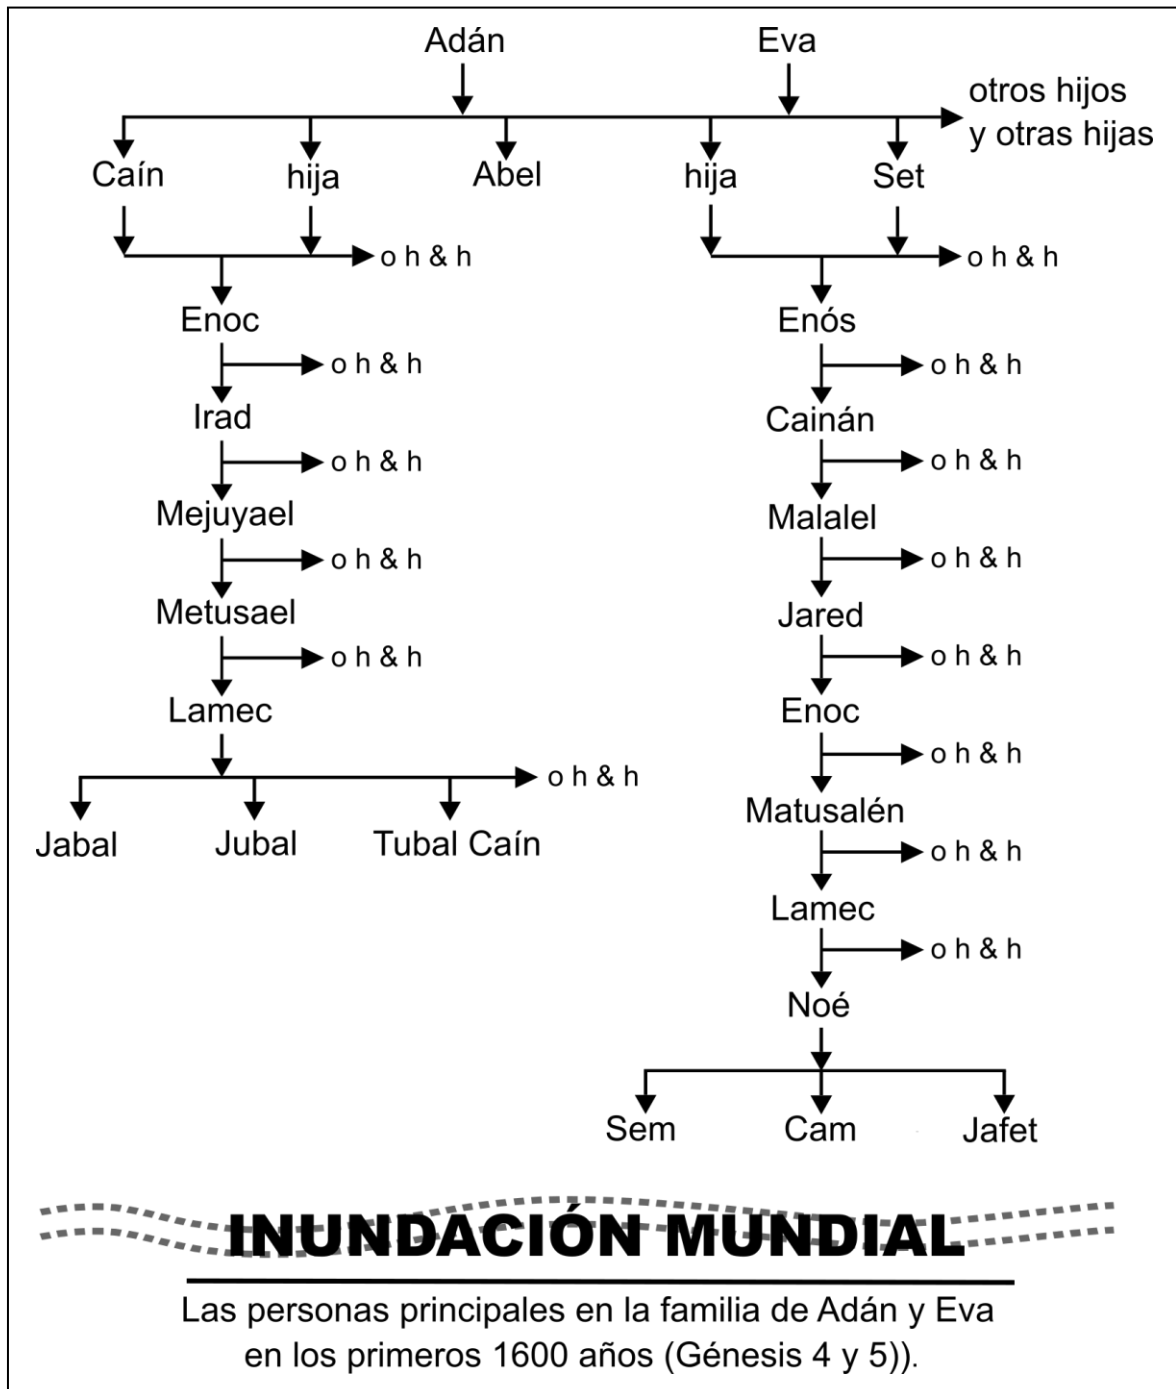 Adán Eva
otros hijos
y otras hijas
Caín hija Abel hija Set
o h & h o h & h
Enoc Enós
o h & h o h & h
Irad Cainán
o h & h o h & h
Mejuyael Malalel
o h & h o h & h
Metusael Jared
o h & h o h & h
Lamec Enoc
o h & h o h & h
Jabal Jubal Tubal Caín Matusalén
o h & h
Lamec
o h & h
Noé
Sem Cam Jafet
INUNDACIÓN MUNDIAL
Las personas principales en la familia de Adán y Eva
en los primeros 1600 años (Génesis 4 y 5)).